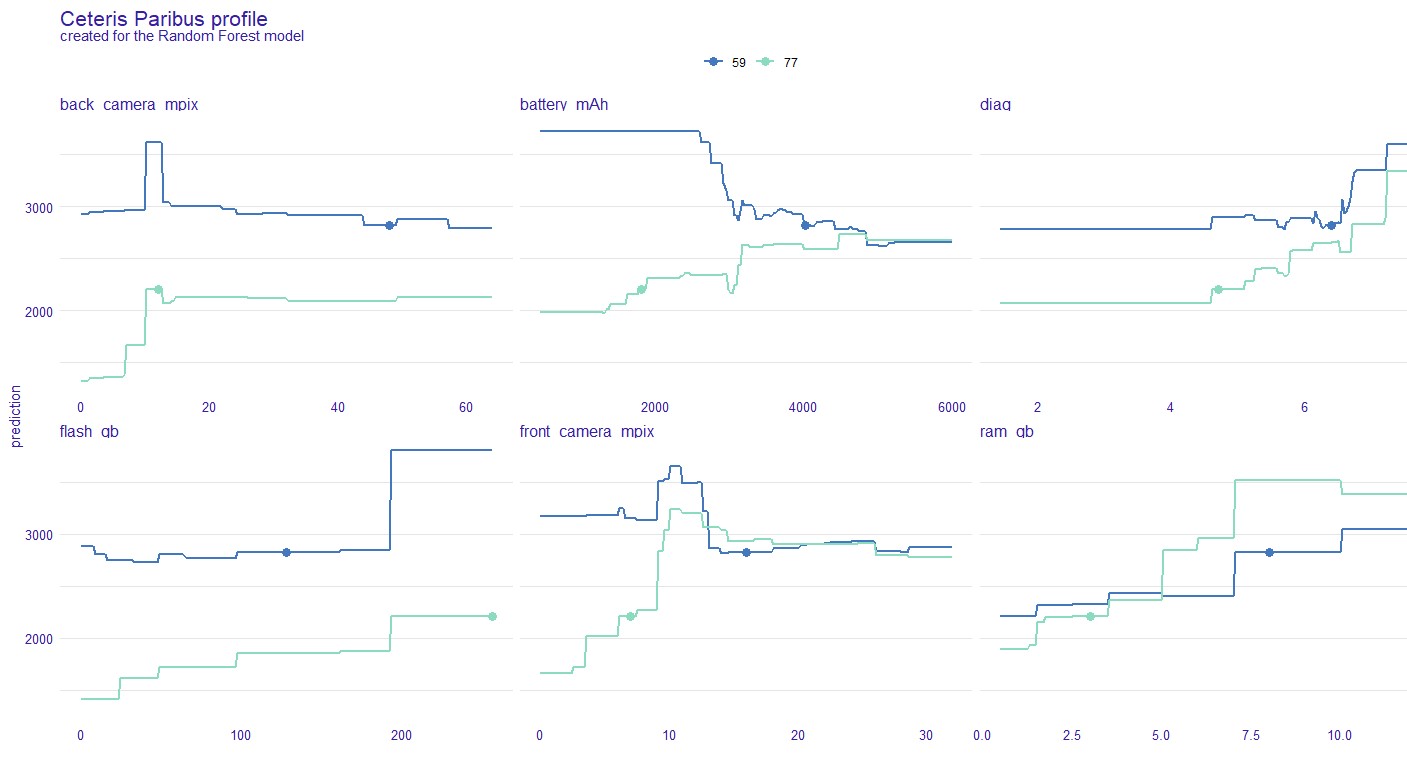 Ceteris Paribus profile
created for the Random Forest model
59 77
back_camera_mpix battery_mAh diag
3000
2000
0 20 40 60 2000 4000 6000 2 4 6
prediction
flash_gb front_camera_mpix ram_gb
3000
2000
0 100 200 0 10 20 30 0.0 2.5 5.0 7.5 10.0